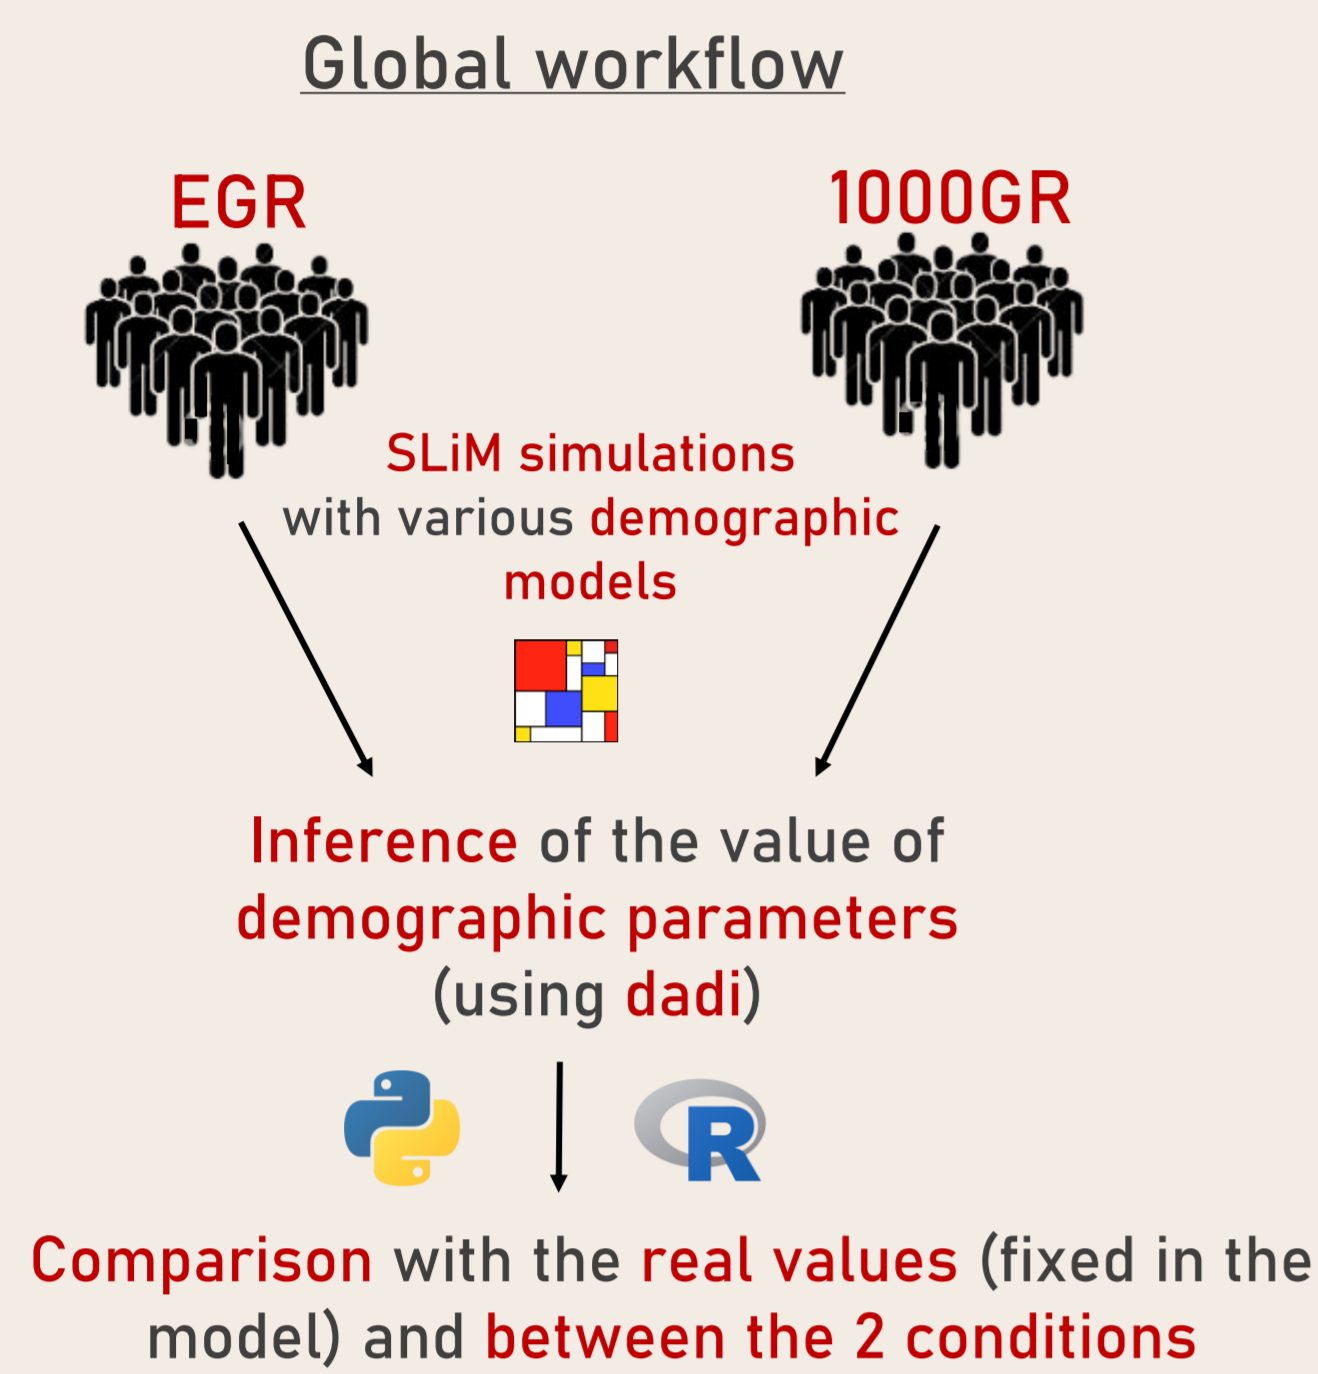 Global workflow
EGR
1000GR
SLiM simulations
with various demographic
models
Inference of the value of
demographic parameters
(using dadi)
R
Comparison with the real values (fixed in the
model) and between the 2 conditions